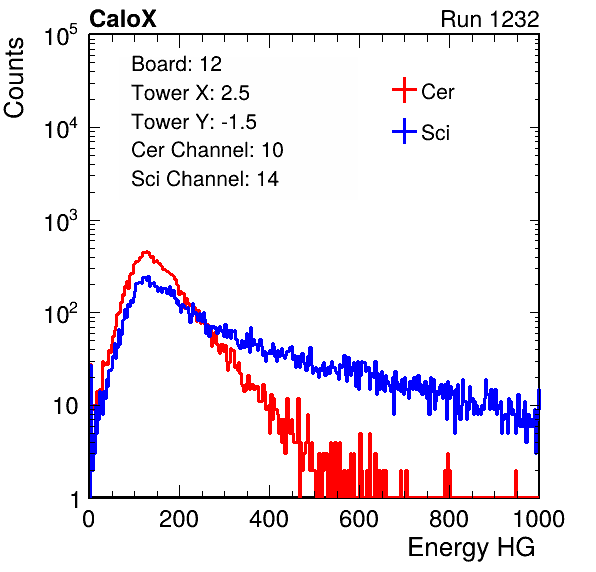 CaloX Run 1232
Counts
Board: 12
Tower X: 2.5
Tower Y: -1.5
Cer Channel: 10
Sci Channel: 14
Cer
Sci
10^5
10^4
10^3
10^2
10
1
0 200 400 600 800 1000
Energy HG